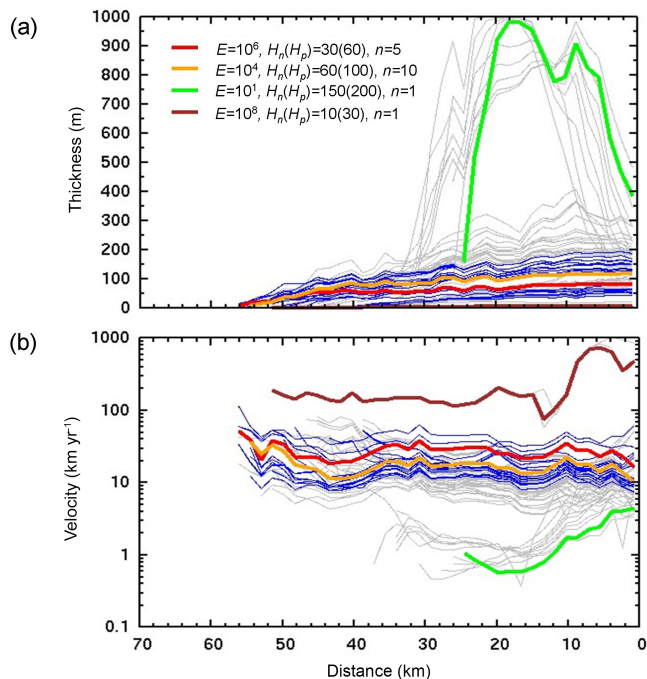 (a)
1000
900
800
700
600
500
400
300
200
100
0
Thickness (m)
E=10⁶, Hₙ(Hₚ)=30(60), n=5
E=10⁴, Hₙ(Hₚ)=60(100), n=10
E=10¹, Hₙ(Hₚ)=150(200), n=1
E=10⁸, Hₙ(Hₚ)=10(30), n=1
(b)
1000
100
10
1
0.1
Velocity (km yr⁻¹)
70 60 50 40 30 20 10 0
Distance (km)